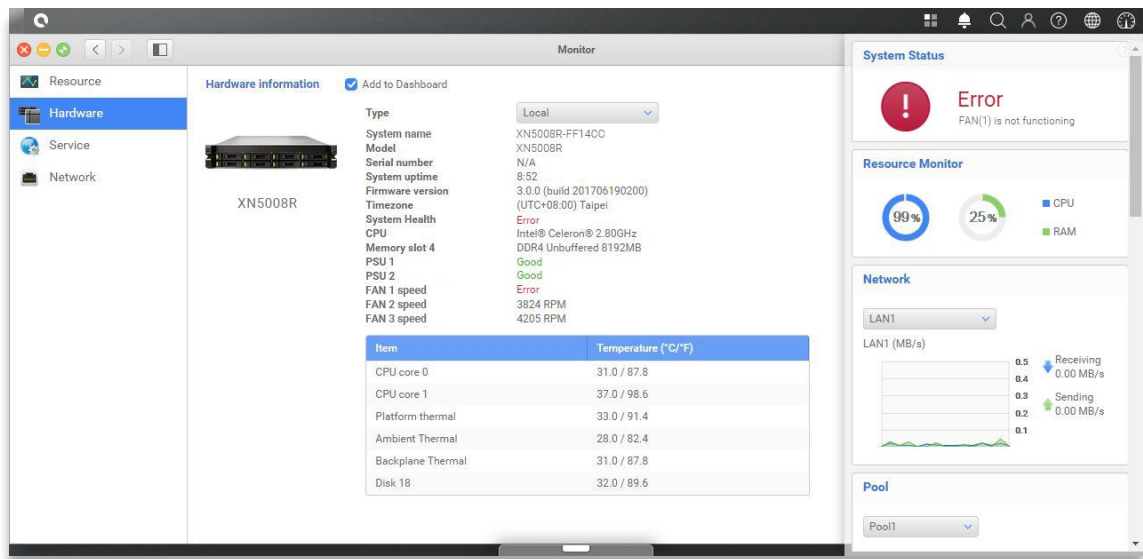 Monitor
Resource
Hardware
Service
Network
Hardware information
Add to Dashboard
XN5008R
Type Local
System name XN5008R-FF14CC
Model XN5008R
Serial number N/A
System uptime 8:52
Firmware version 3.0.0 (build 201706190200)
Timezone (UTC+08:00) Taipei
System Health Error
CPU Intel® Celeron® 2.80GHz
Memory slot 4 DDR4 Unbuffered 8192MB
PSU 1 Good
PSU 2 Good
FAN 1 speed Error
FAN 2 speed 3824 RPM
FAN 3 speed 4205 RPM
Item Temperature (°C/°F)
CPU core 0 31.0 / 87.8
CPU core 1 37.0 / 98.6
Platform thermal 33.0 / 91.4
Ambient Thermal 28.0 / 82.4
Backplane Thermal 31.0 / 87.8
Disk 18 32.0 / 89.6
System Status
Error
FAN(1) is not functioning
Resource Monitor
99%
25%
CPU
RAM
Network
LAN1
LAN1 (MB/s)
0.5
0.4
0.3
0.2
0.1
Receiving
0.00 MB/s
Sending
0.00 MB/s
Pool
Pool1